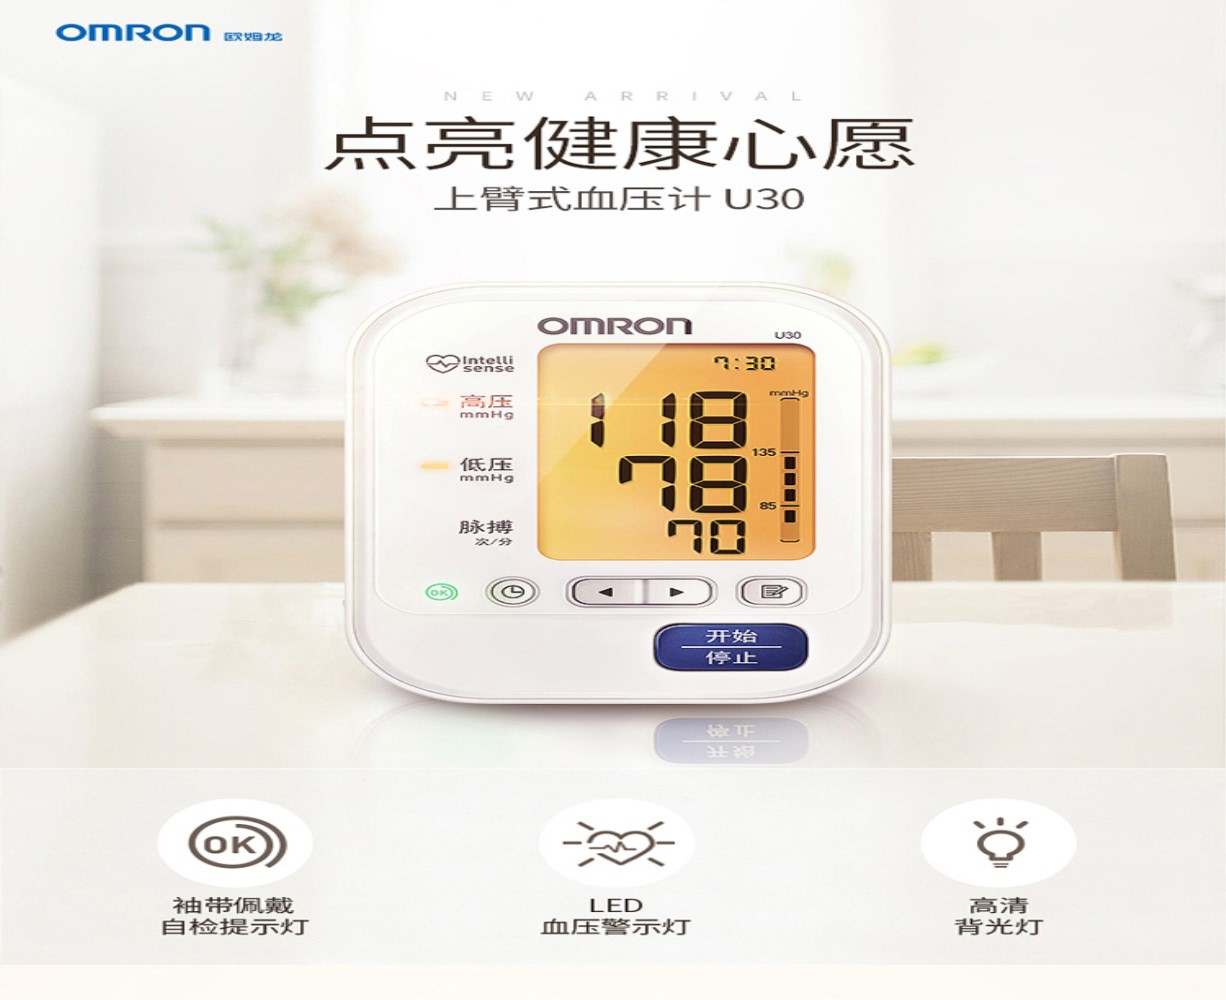 OMRON 欧姆龙
NEW ARRIVAL
点亮健康心愿
上臂式血压计 U30
OMRON
U30
Intelli
sense
7:30
高压
mmHg
118
mmHg
135
低压
mmHg
78
85
脉搏
次/分
70
OK
开始
停止
OK
袖带佩戴
自检提示灯
LED
血压警示灯
高清
背光灯